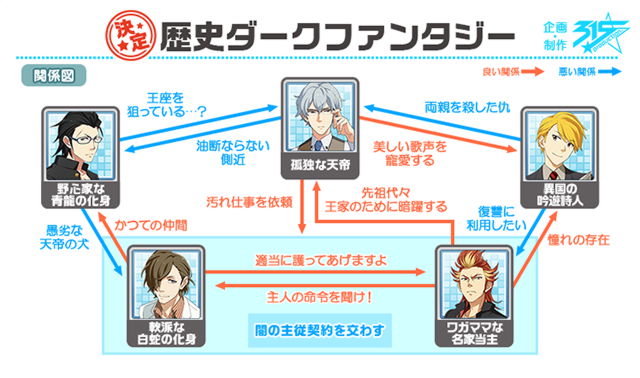 決定
歴史ダークファンタジー
企画
・
制作
315
関係図
良い関係
悪い関係
王座を
狙っている…？
油断ならない
側近
孤独な天帝
両親を殺した仇
美しい歌声を
寵愛する
野心家な
青龍の化身
異国の
吟遊詩人
汚れ仕事を依頼
先祖代々
王家のために暗躍する
愚劣な
天帝の犬
かつての仲間
復讐に
利用したい
憧れの存在
適当に護ってあげますよ
主人の命令を聞け！
軟派な
白蛇の化身
闇の主従契約を交わす
ワガママな
名家当主